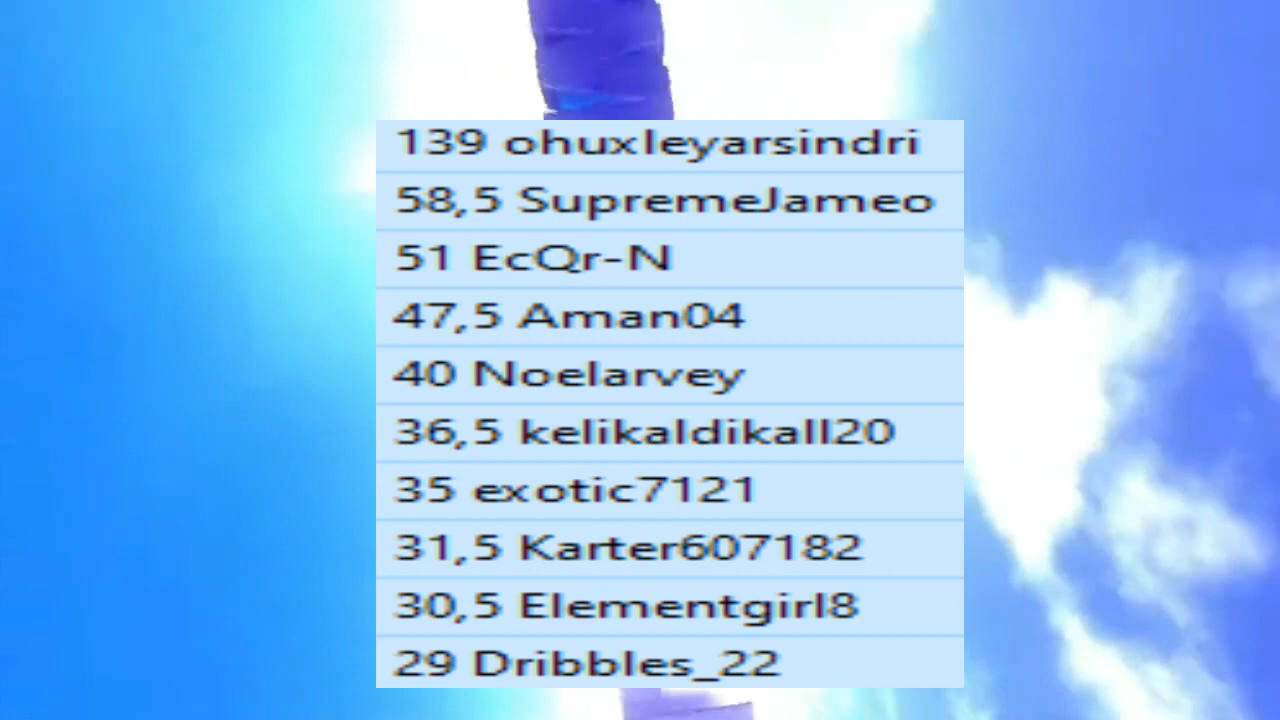 139 ohuxleyarsindri
58,5 SupremeJameo
51 EcQr-N
47,5 Aman04
40 Noelarvey
36,5 kelikaldikall20
35 exotic7121
31,5 Karter607182
30,5 Elementgirl8
29 Dribbles_22